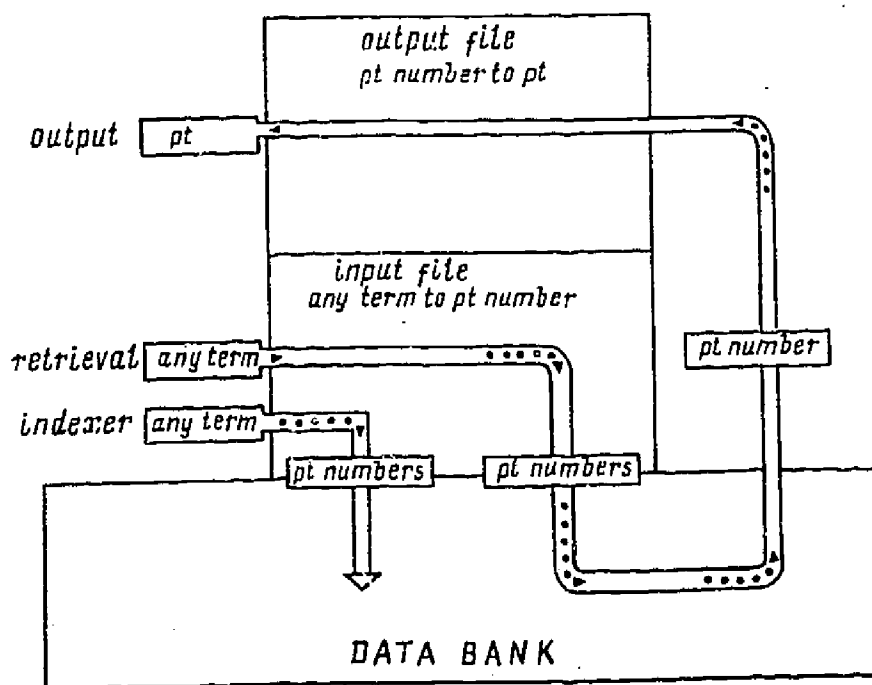 output file
pt number to pt
output
pt
input file
any term to pt number
retrieval
any term
pt number
indexer
any term
pt numbers
pt numbers
DATA BANK